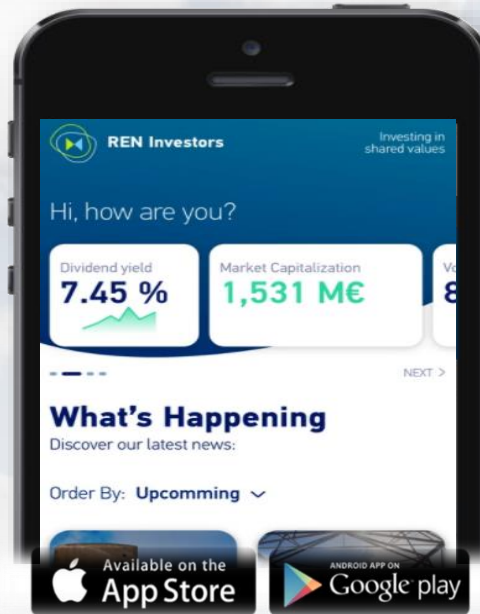 REN Investors
Investing in
shared values
Hi, how are you?
Dividend yield
7.45 %
Market Capitalization
1,531 M€
NEXT >
What's Happening
Discover our latest news:
Order By: Upcomming
Available on the
App Store
ANDROID APP ON
Google play